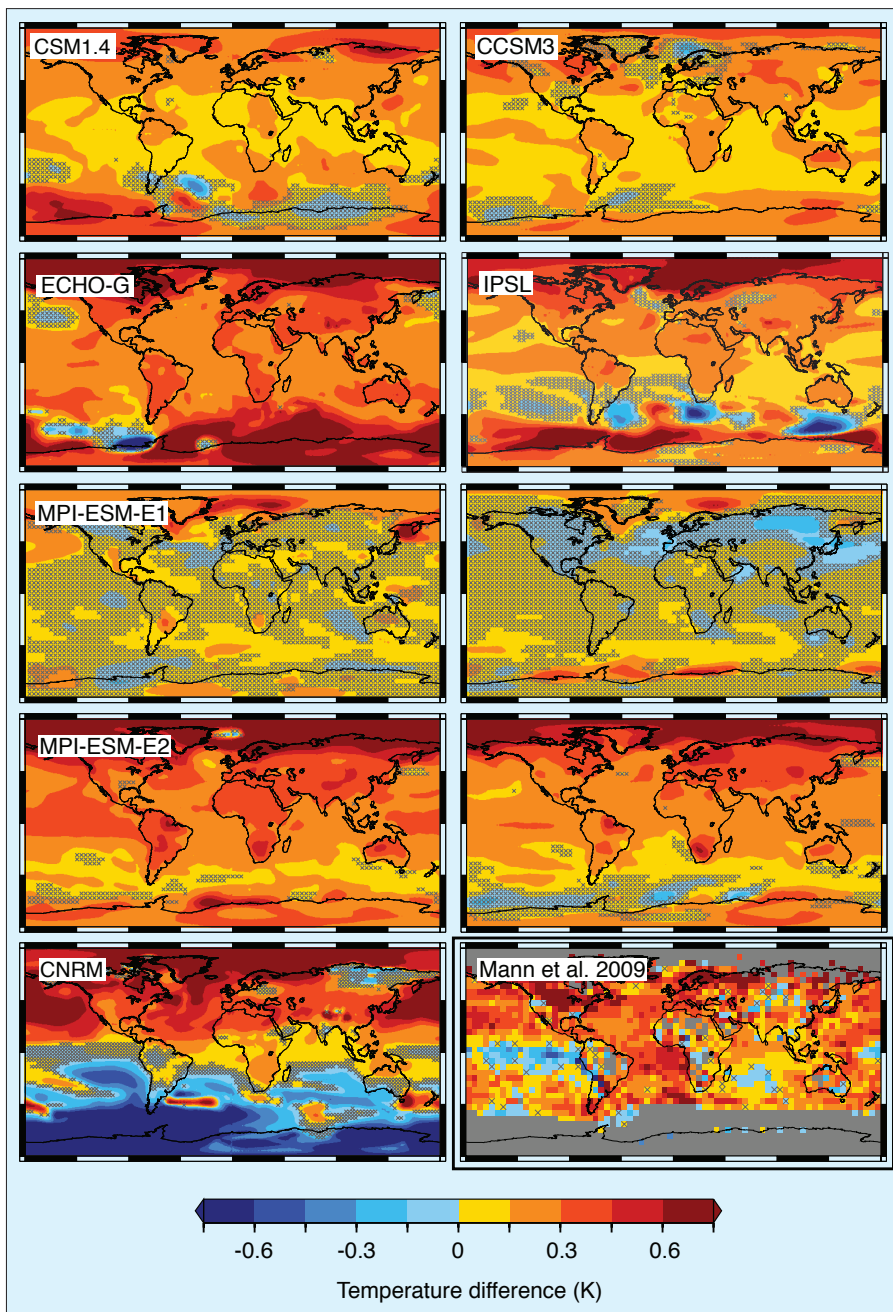 CSM1.4
CCSM3
ECHO-G
IPSL
MPI-ESM-E1
MPI-ESM-E2
CNRM
Mann et al. 2009
-0.6 -0.3 0 0.3 0.6
Temperature difference (K)